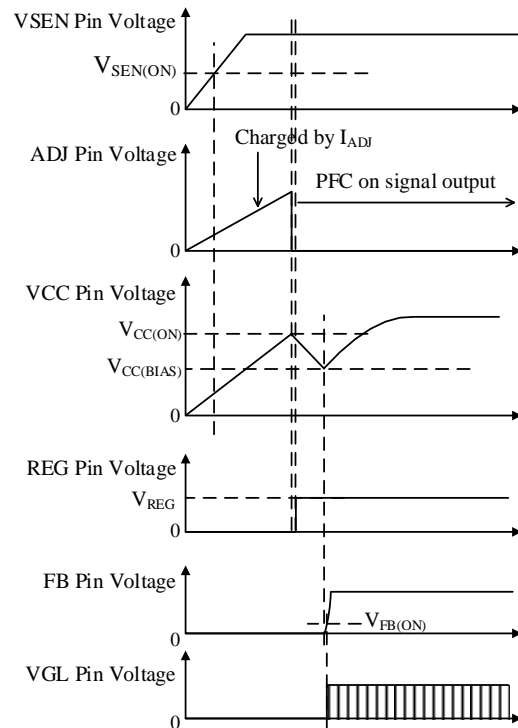 VSEN Pin Voltage
VSEN(ON)
0
Charged by IADJ
ADJ Pin Voltage
PFC on signal output
0
VCC Pin Voltage
VCC(ON)
VCC(BIAS)
0
REG Pin Voltage
VREG
0
FB Pin Voltage
VFB(ON)
0
VGL Pin Voltage
0